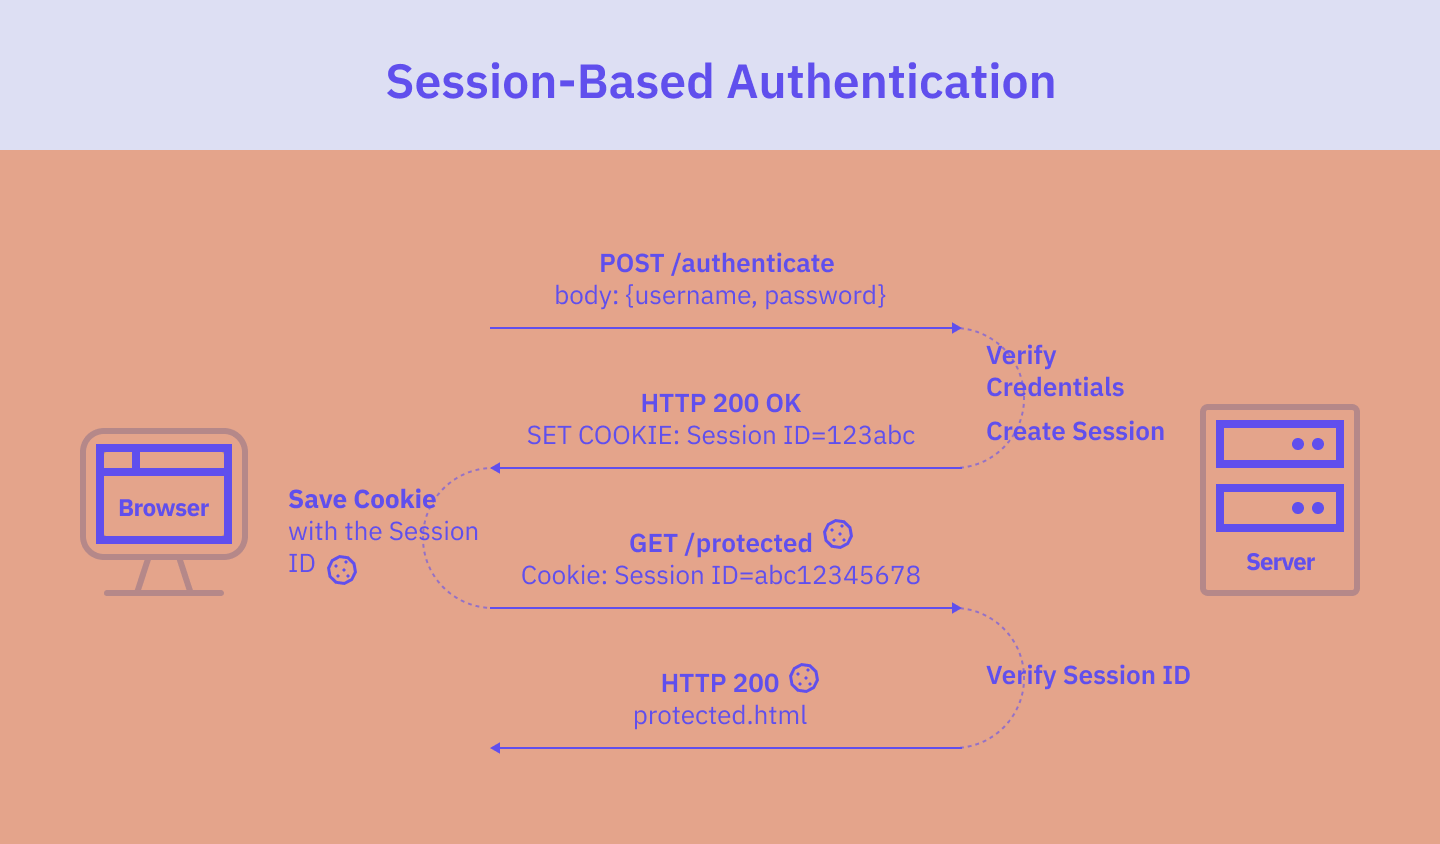 Session-Based Authentication
POST /authenticate
body: {username, password}
Verify
Credentials
Create Session
HTTP 200 OK
SET COOKIE: Session ID=123abc
Browser
Save Cookie
with the Session
ID
GET /protected
Cookie: Session ID=abc12345678
Server
Verify Session ID
HTTP 200
protected.html